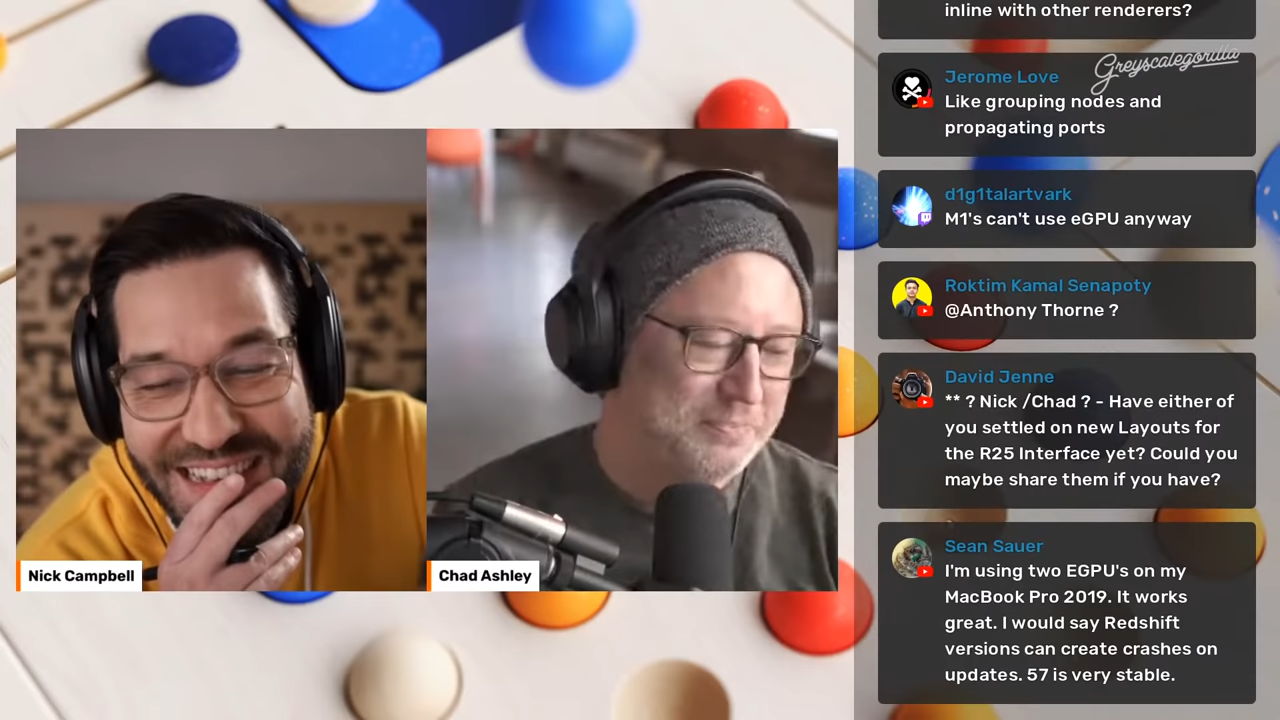 inline with other renderers?
Greyscalegorilla
Jerome Love
Like grouping nodes and
propagating ports
d1g1talartvark
M1's can't use eGPU anyway
Roktim Kamal Senapoty
@Anthony Thorne ?
David Jenne
** ? Nick /Chad ? - Have either of
you settled on new Layouts for
the R25 Interface yet? Could you
maybe share them if you have?
Sean Sauer
I'm using two EGPU's on my
MacBook Pro 2019. It works
great. I would say Redshift
versions can create crashes on
updates. 57 is very stable.
Nick Campbell
Chad Ashley